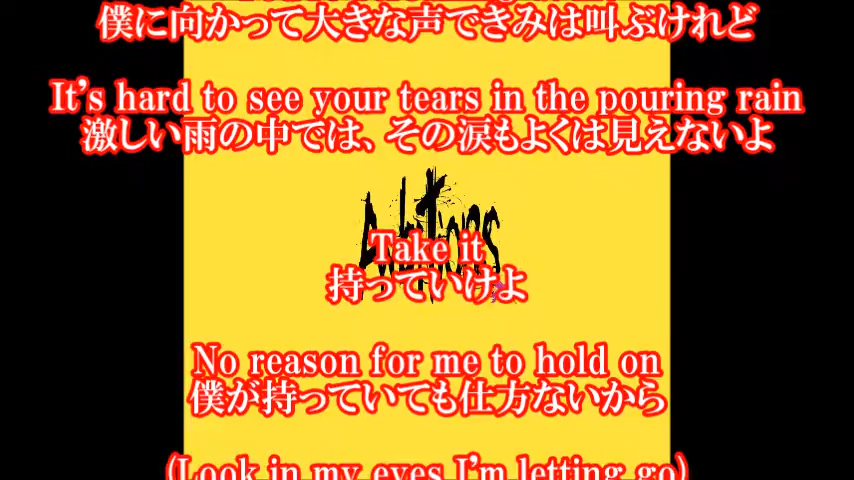 僕に向かって大きな声できみは叫ぶけれど
It's hard to see your tears in the pouring rain
激しい雨の中では、その涙もよくは見えないよ
Ambitions
Take it
持っていけよ
No reason for me to hold on
僕が持っていても仕方ないから
(Look in my eyes I'm letting go)